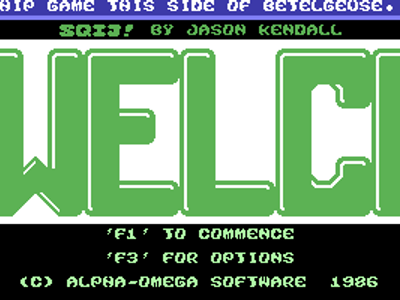 HIP GAME THIS SIDE OF BETELGEUSE.
SQIJ! BY JASON KENDALL
WELC
'F1' TO COMMENCE
'F3' FOR OPTIONS
(C) ALPHA-OMEGA SOFTWARE 1986